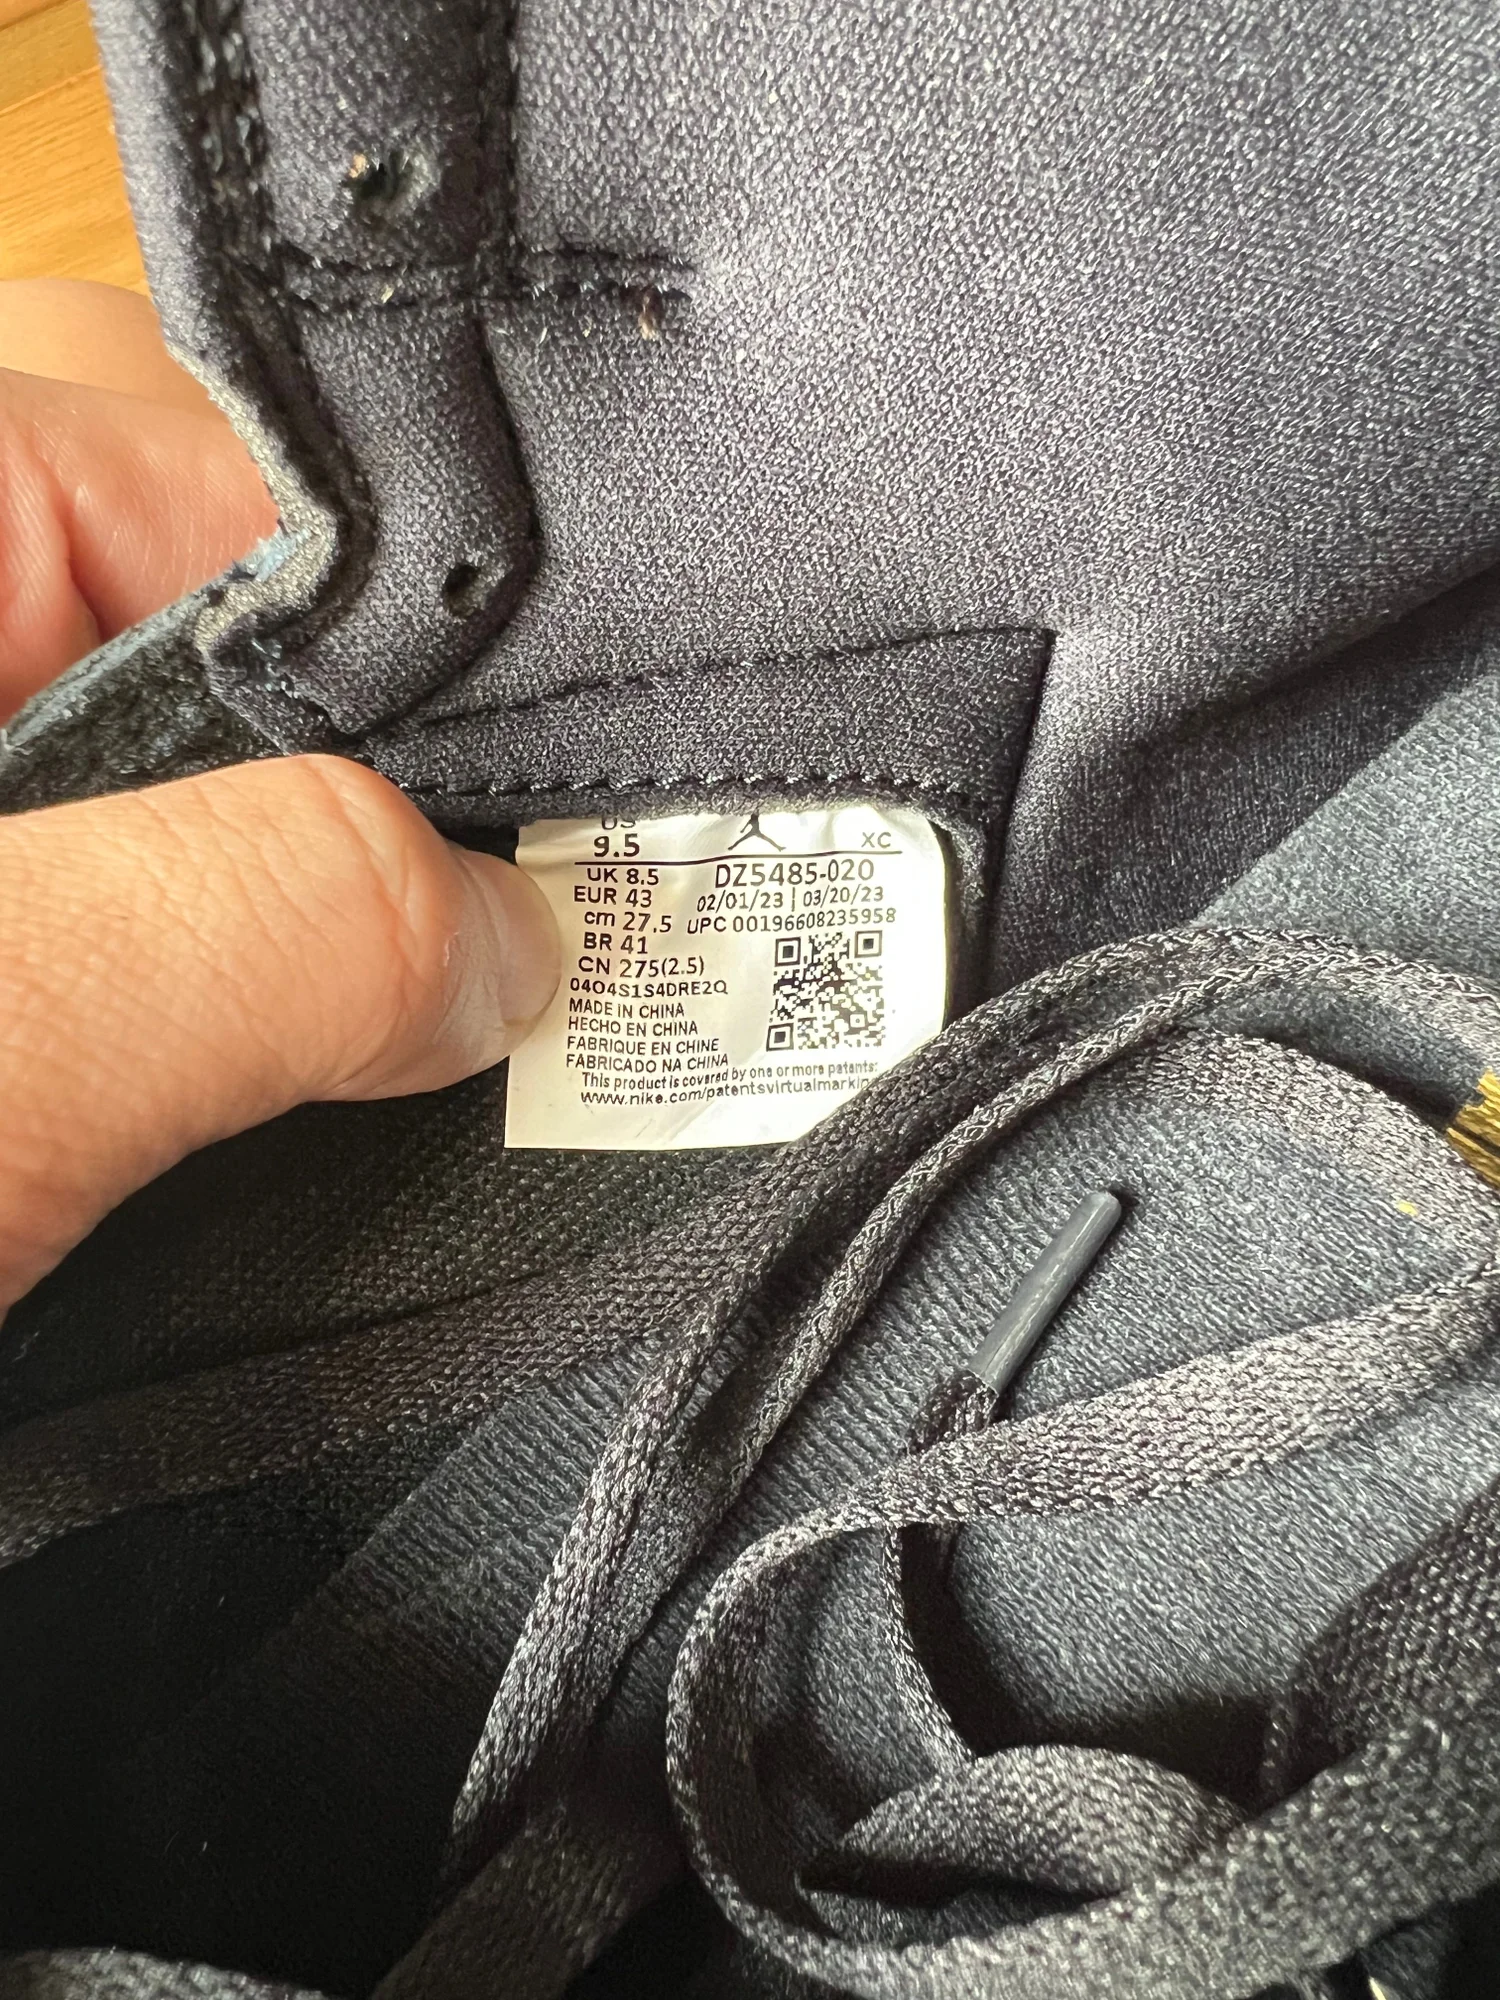 US
9.5
XC
UK 8.5 DZ5485-020
EUR 43 02/01/23 | 03/20/23
cm 27.5 UPC 00196608235958
BR 41
CN 275(2.5)
04O4S1S4DRE2Q
MADE IN CHINA
HECHO EN CHINA
FABRIQUE EN CHINE
FABRICADO NA CHINA
This product is covered by one or more patents:
www.nike.com/patentsvirtualmarkin